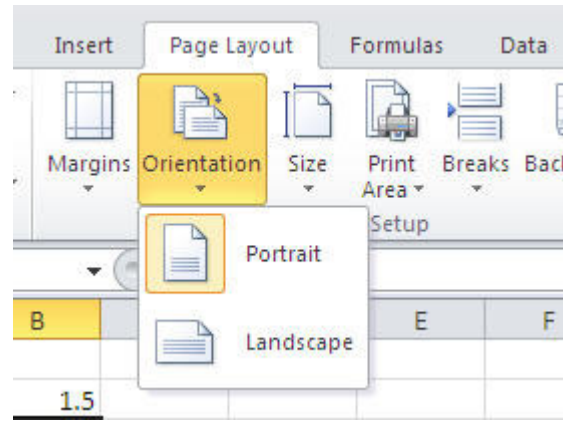 Insert Page Layout Formulas Data
Margins Orientation Size Print Area Breaks
Setup
Portrait
Landscape
B E F
1.5